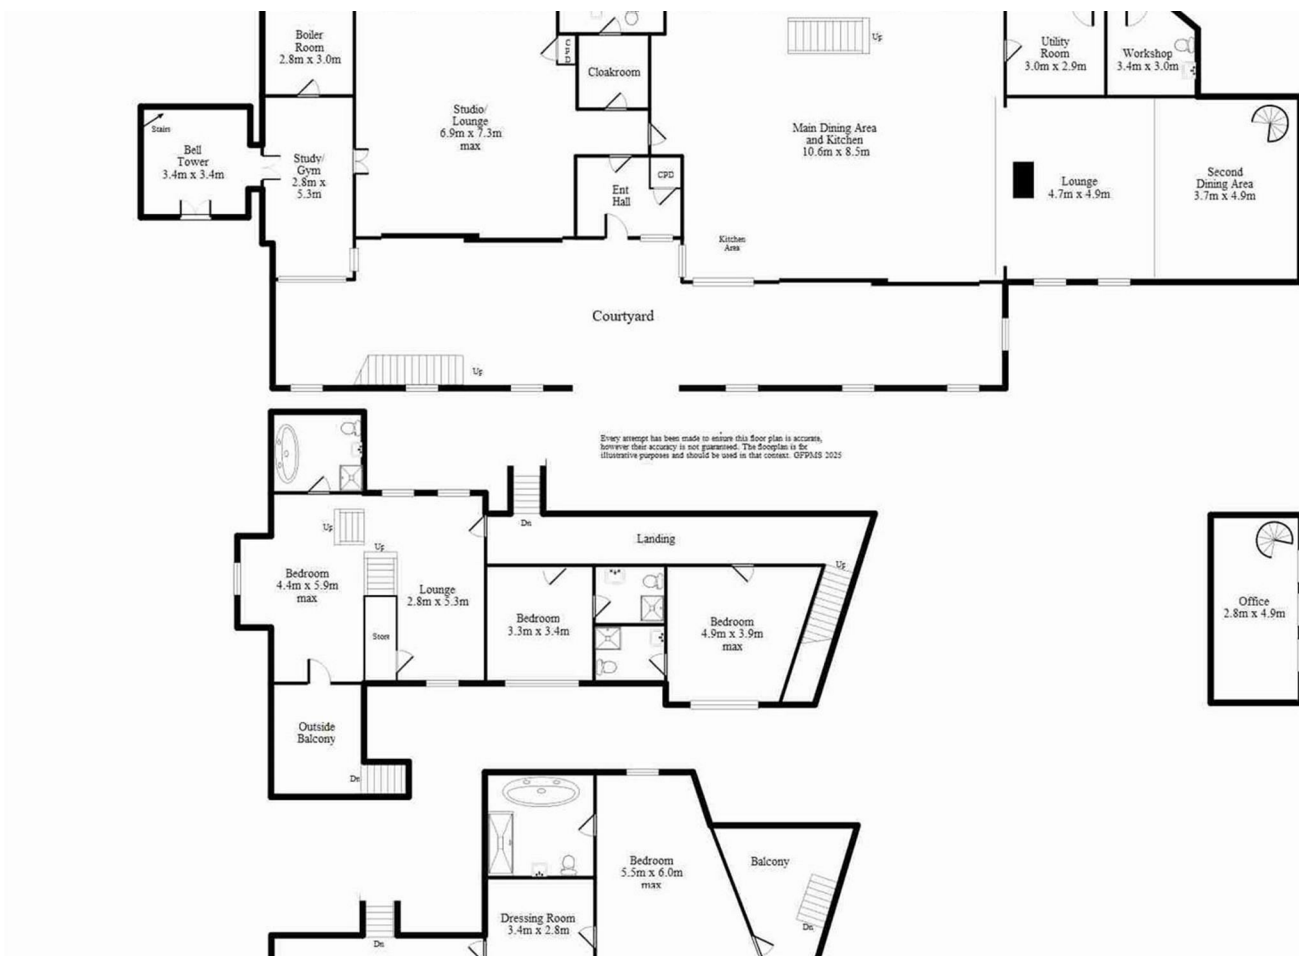 Boiler
Room
2.8m x 3.0m
C
P
D
Cloakroom
Up
Utility
Room
3.0m x 2.9m
Workshop
3.4m x 3.0m
Stairs
Bell
Tower
3.4m x 3.4m
Study/
Gym
2.8m x
5.3m
Studio/
Lounge
6.9m x 7.3m
max
Ent
Hall
CPD
Main Dining Area
and Kitchen
10.6m x 8.5m
Kitchen
Area
Lounge
4.7m x 4.9m
Second
Dining Area
3.7m x 4.9m
Courtyard
Up
Every attempt has been made to ensure this floor plan is accurate,
however their accuracy is not guaranteed. The floorplan is for
illustrative purposes and should be used in that context. GFPMS 2025
Up
Up
Bedroom
4.4m x 5.9m
max
Lounge
2.8m x 5.3m
Store
Dn
Landing
Up
Bedroom
3.3m x 3.4m
Bedroom
4.9m x 3.9m
max
Office
2.8m x 4.9m
Outside
Balcony
Dn
Bedroom
5.5m x 6.0m
max
Balcony
Dn
Dressing Room
3.4m x 2.8m
Dn